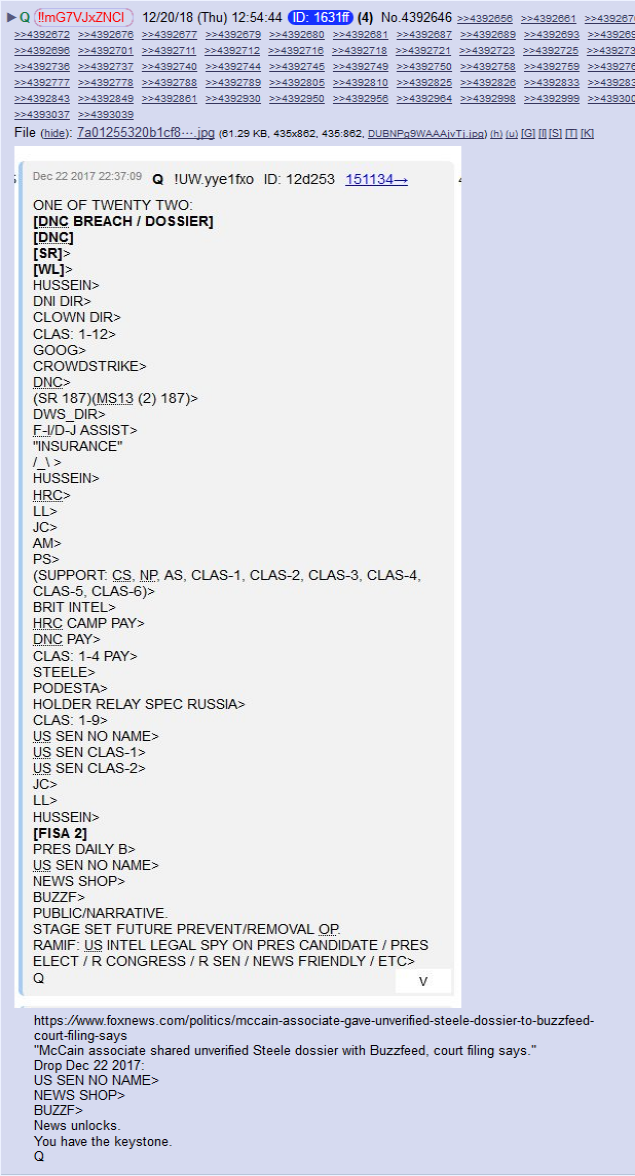 ▶ Q !!mG7VJxZNCI 12/20/18 (Thu) 12:54:44 ID: 1631ff (4) No.4392646 >>4392656 >>4392661 >>439267
>>4392672 >>4392676 >>4392677 >>4392679 >>4392680 >>4392681 >>4392687 >>4392689 >>4392693 >>439269
>>4392696 >>4392701 >>4392711 >>4392712 >>4392716 >>4392718 >>4392721 >>4392723 >>4392725 >>439273
>>4392736 >>4392737 >>4392740 >>4392744 >>4392745 >>4392749 >>4392750 >>4392758 >>4392759 >>439276
>>4392777 >>4392778 >>4392788 >>4392789 >>4392805 >>4392810 >>4392825 >>4392826 >>4392833 >>439283
>>4392843 >>4392849 >>4392861 >>4392930 >>4392950 >>4392956 >>4392964 >>4392998 >>4392999 >>439300
>>4393037 >>4393039
File (hide): 7a01255320b1cf8⋯.jpg (61.29 KB, 435x862, 435:862, DUBNPg9WAAAjvTj.jpg) (h) (u) [G] [I] [S] [T] [K]
Dec 22 2017 22:37:09 Q !UW.yye1fxo ID: 12d253 151134→
ONE OF TWENTY TWO:
[DNC BREACH / DOSSIER]
[DNC]
[SR]>
[WL]>
HUSSEIN>
DNI DIR>
CLOWN DIR>
CLAS: 1-12>
GOOG>
CROWDSTRIKE>
DNC>
(SR 187)(MS13 (2) 187)>
DWS_DIR>
F-I/D-J ASSIST>
"INSURANCE"
/_\ >
HUSSEIN>
HRC>
LL>
JC>
AM>
PS>
(SUPPORT: CS, NP, AS, CLAS-1, CLAS-2, CLAS-3, CLAS-4,
CLAS-5, CLAS-6)>
BRIT INTEL>
HRC CAMP PAY>
DNC PAY>
CLAS: 1-4 PAY>
STEELE>
PODESTA>
HOLDER RELAY SPEC RUSSIA>
CLAS: 1-9>
US SEN NO NAME>
US SEN CLAS-1>
US SEN CLAS-2>
JC>
LL>
HUSSEIN>
[FISA 2]
PRES DAILY B>
US SEN NO NAME>
NEWS SHOP>
BUZZF>
PUBLIC/NARRATIVE.
STAGE SET FUTURE PREVENT/REMOVAL OP.
RAMIF: US INTEL LEGAL SPY ON PRES CANDIDATE / PRES
ELECT / R CONGRESS / R SEN / NEWS FRIENDLY / ETC>
Q
V
https://www.foxnews.com/politics/mccain-associate-gave-unverified-steele-dossier-to-buzzfeed-
court-filing-says
"McCain associate shared unverified Steele dossier with Buzzfeed, court filing says."
Drop Dec 22 2017:
US SEN NO NAME>
NEWS SHOP>
BUZZF>
News unlocks.
You have the keystone.
Q